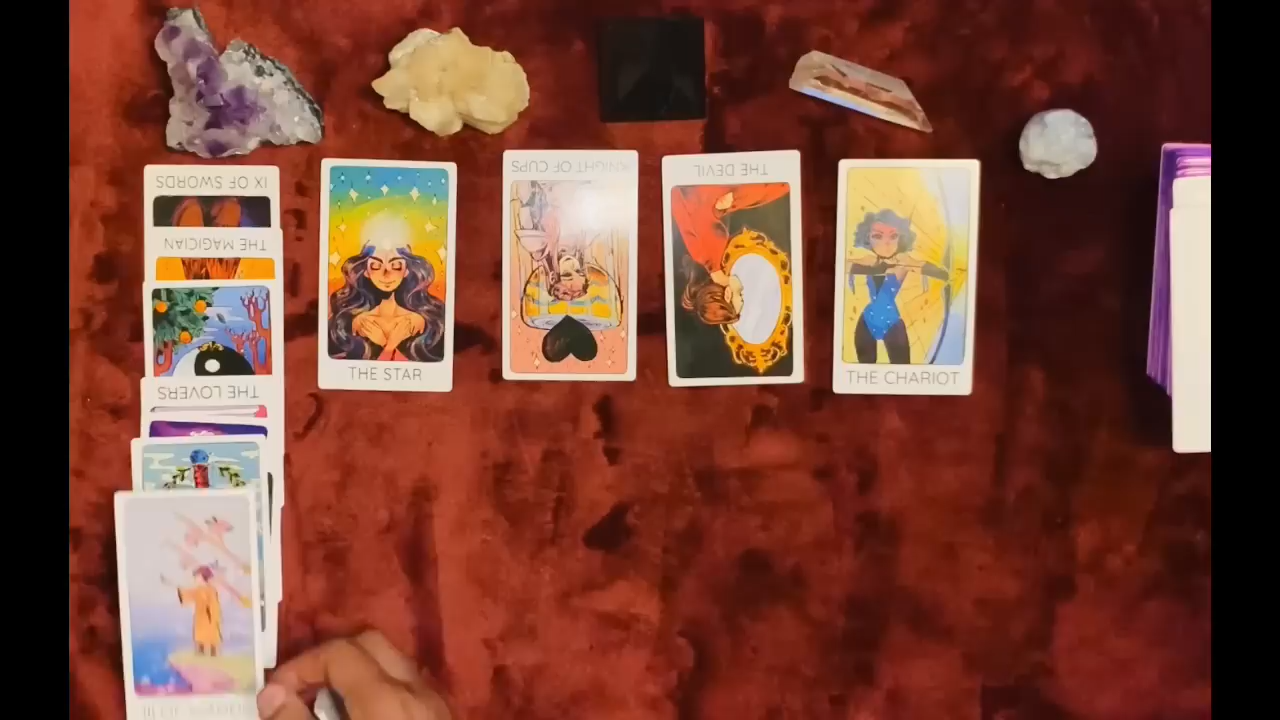 IX OF SWORDS
THE MAGICIAN
THE LOVERS
THE STAR
KNIGHT OF CUPS
THE DEVIL
THE CHARIOT